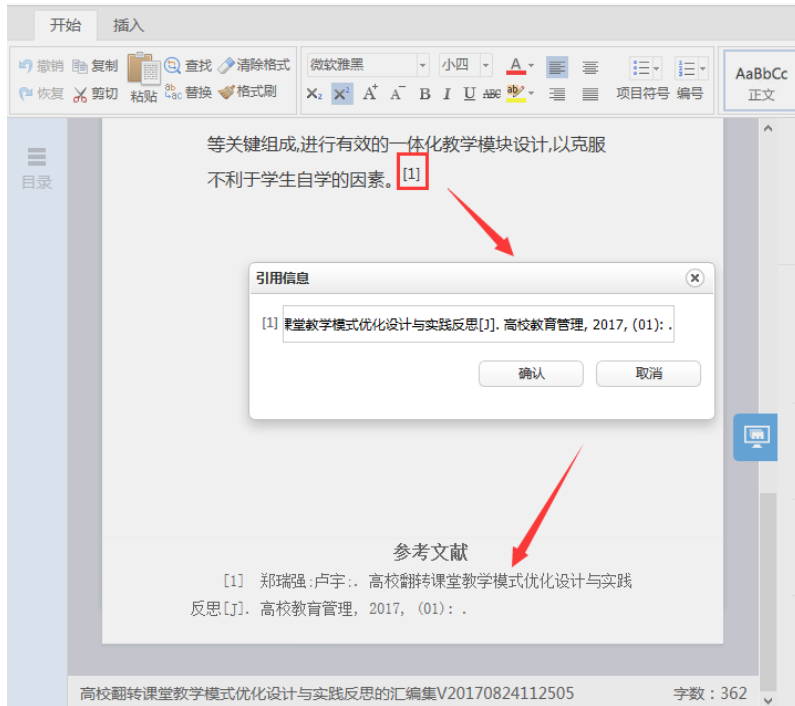 开始 插入
撤销 复制 粘贴 查找 清除格式 微软雅黑 小四 A AaBbCc
恢复 剪切 替换 格式刷 X₂ X² A⁺ A⁻ B I U ABC ab 项目符号 编号 正文
目录
等关键组成,进行有效的一体化教学模块设计,以克服
不利于学生自学的因素。[1]
引用信息
[1] 课堂教学模式优化设计与实践反思[J]. 高校教育管理, 2017, (01): .
确认 取消
参考文献
[1] 郑瑞强;卢宇;. 高校翻转课堂教学模式优化设计与实践
反思[J]. 高校教育管理, 2017, (01): .
高校翻转课堂教学模式优化设计与实践反思的汇编集V20170824112505 字数：362